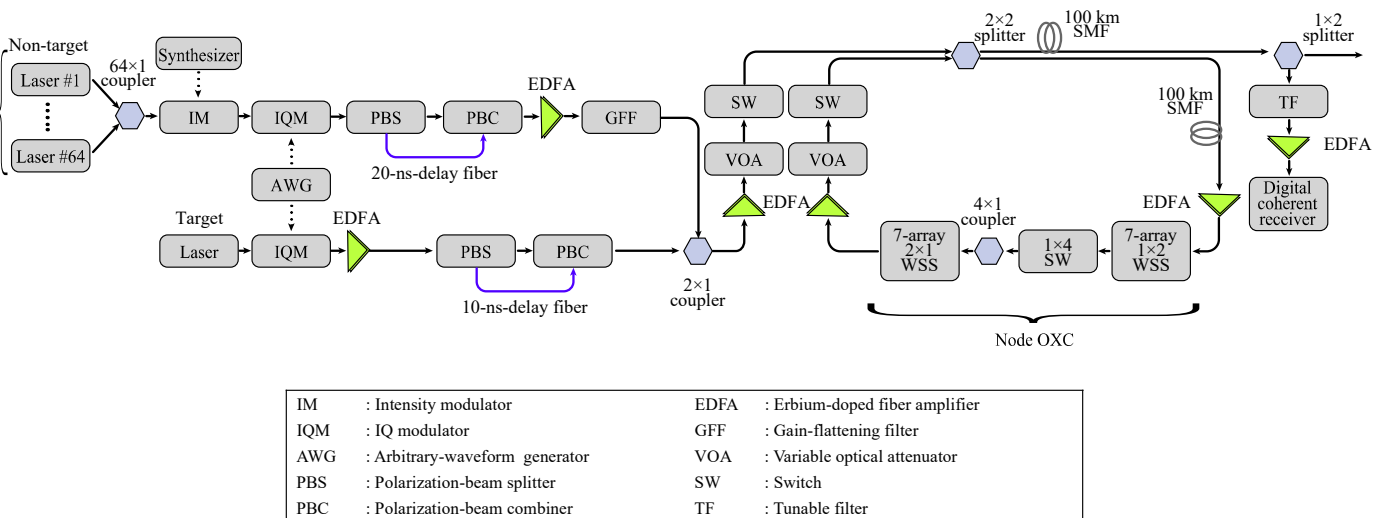 Non-target
Laser #1
Laser #64
64×1
coupler
Synthesizer
IM
IQM
PBS
PBC
EDFA
GFF
20-ns-delay fiber
AWG
Target
Laser
IQM
EDFA
PBS
PBC
10-ns-delay fiber
2×1
coupler
SW
SW
VOA
VOA
EDFA
2×2
splitter
100 km
SMF
1×2
splitter
100 km
SMF
TF
EDFA
Digital
coherent
receiver
EDFA
4×1
coupler
7-array
2×1
WSS
1×4
SW
7-array
1×2
WSS
Node OXC
IM : Intensity modulator
IQM : IQ modulator
AWG : Arbitrary-waveform generator
PBS : Polarization-beam splitter
PBC : Polarization-beam combiner
EDFA : Erbium-doped fiber amplifier
GFF : Gain-flattening filter
VOA : Variable optical attenuator
SW : Switch
TF : Tunable filter